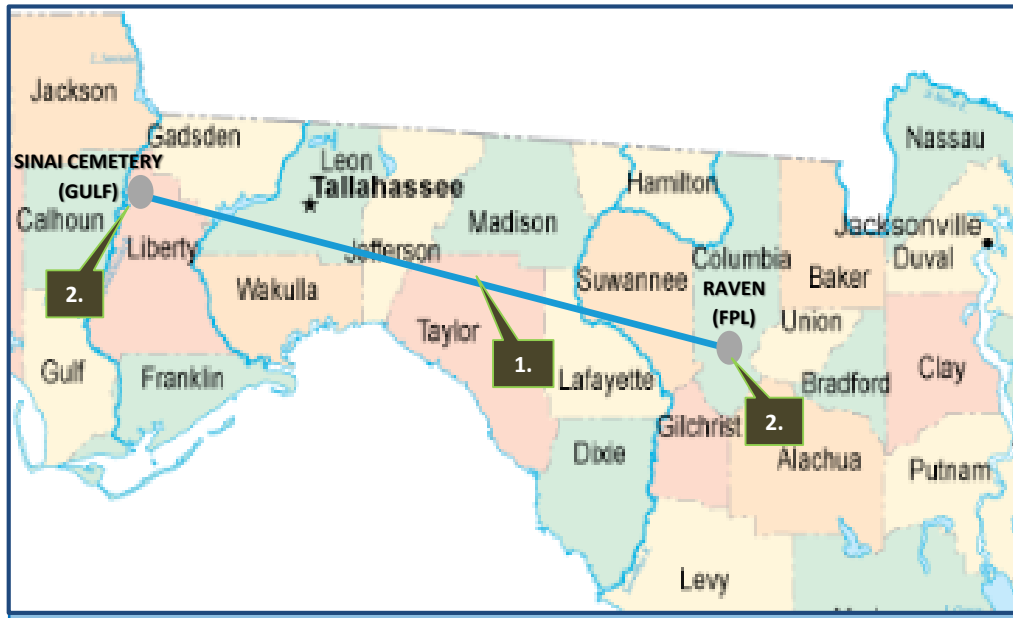 Jackson
Nassau
Gadsden
SINAI CEMETERY
(GULF)
Leon
Tallahassee
Hamilton
Calhoun
Madison
Jacksonville
Liberty
Jefferson
Columbia
Duval
Suwannee
Baker
2.
Wakulla
RAVEN
(FPL)
Union
Taylor
1.
Gulf
Franklin
Lafayette
Bradford
Clay
2.
Gilchrist
Dixie
Alachua
Putnam
Levy